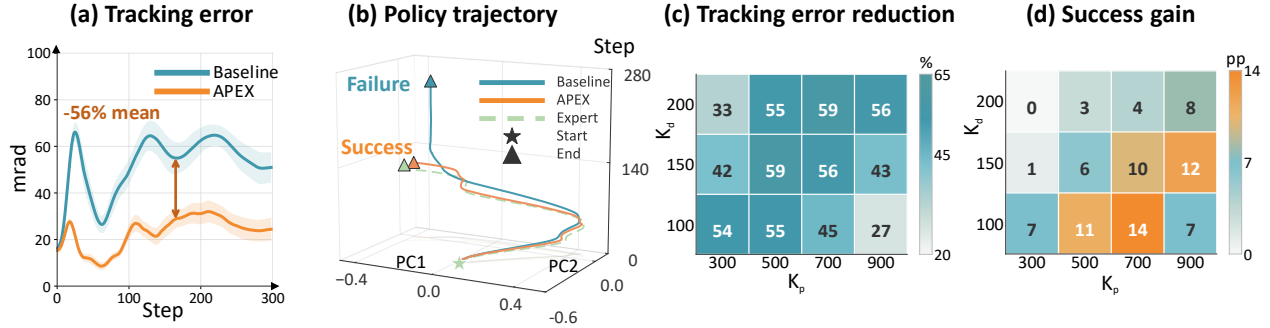 (a) Tracking error
100
80
60
40
20
0
mrad
Baseline
APEX
-56% mean
0
100
200
300
Step
(b) Policy trajectory
Step
280
140
0
Failure
Success
Baseline
APEX
Expert
Start
End
PC1
PC2
−0.4
0.0
0.4
-0.6
0.0
(c) Tracking error reduction
%
65
45
20
K_d
200
33 55 59 56
150
42 59 56 43
100
54 55 45 27
300 500 700 900
K_p
(d) Success gain
pp
14
7
0
K_d
200
0 3 4 8
150
1 6 10 12
100
7 11 14 7
300 500 700 900
K_p